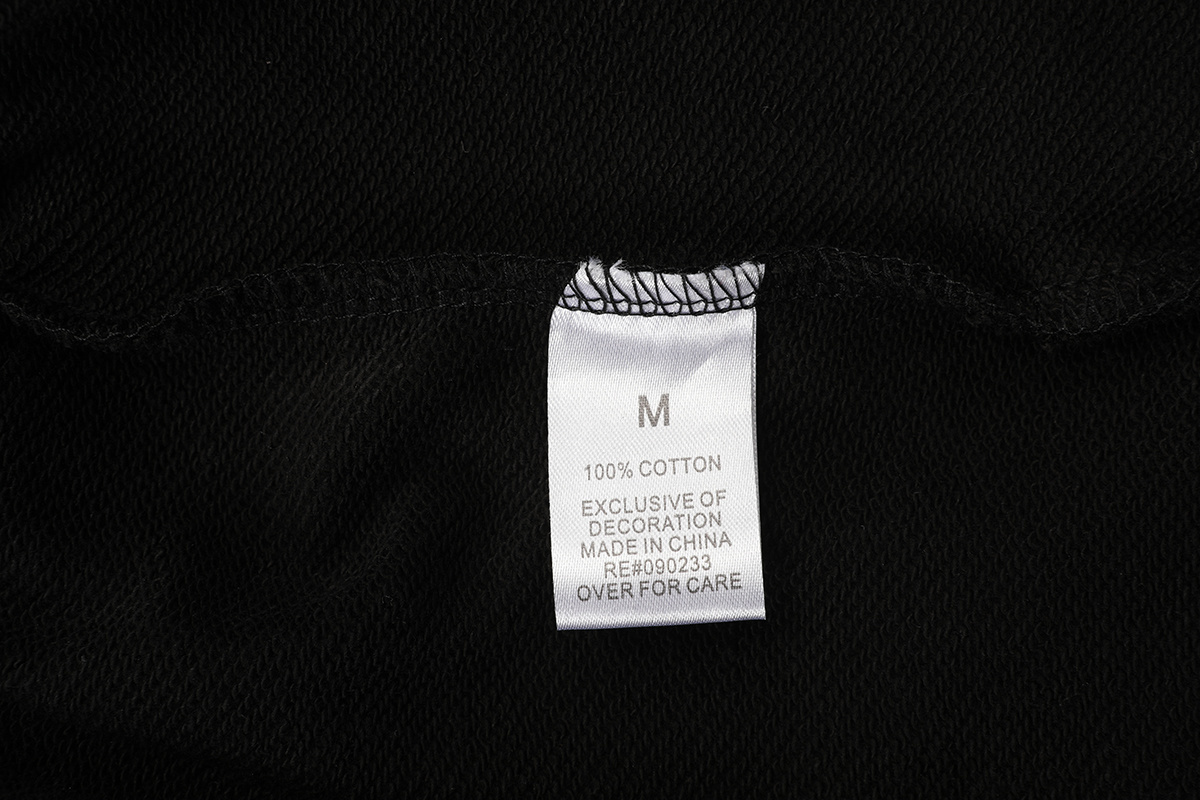 M
100% COTTON
EXCLUSIVE OF
DECORATION
MADE IN CHINA
RE#090233
OVER FOR CARE